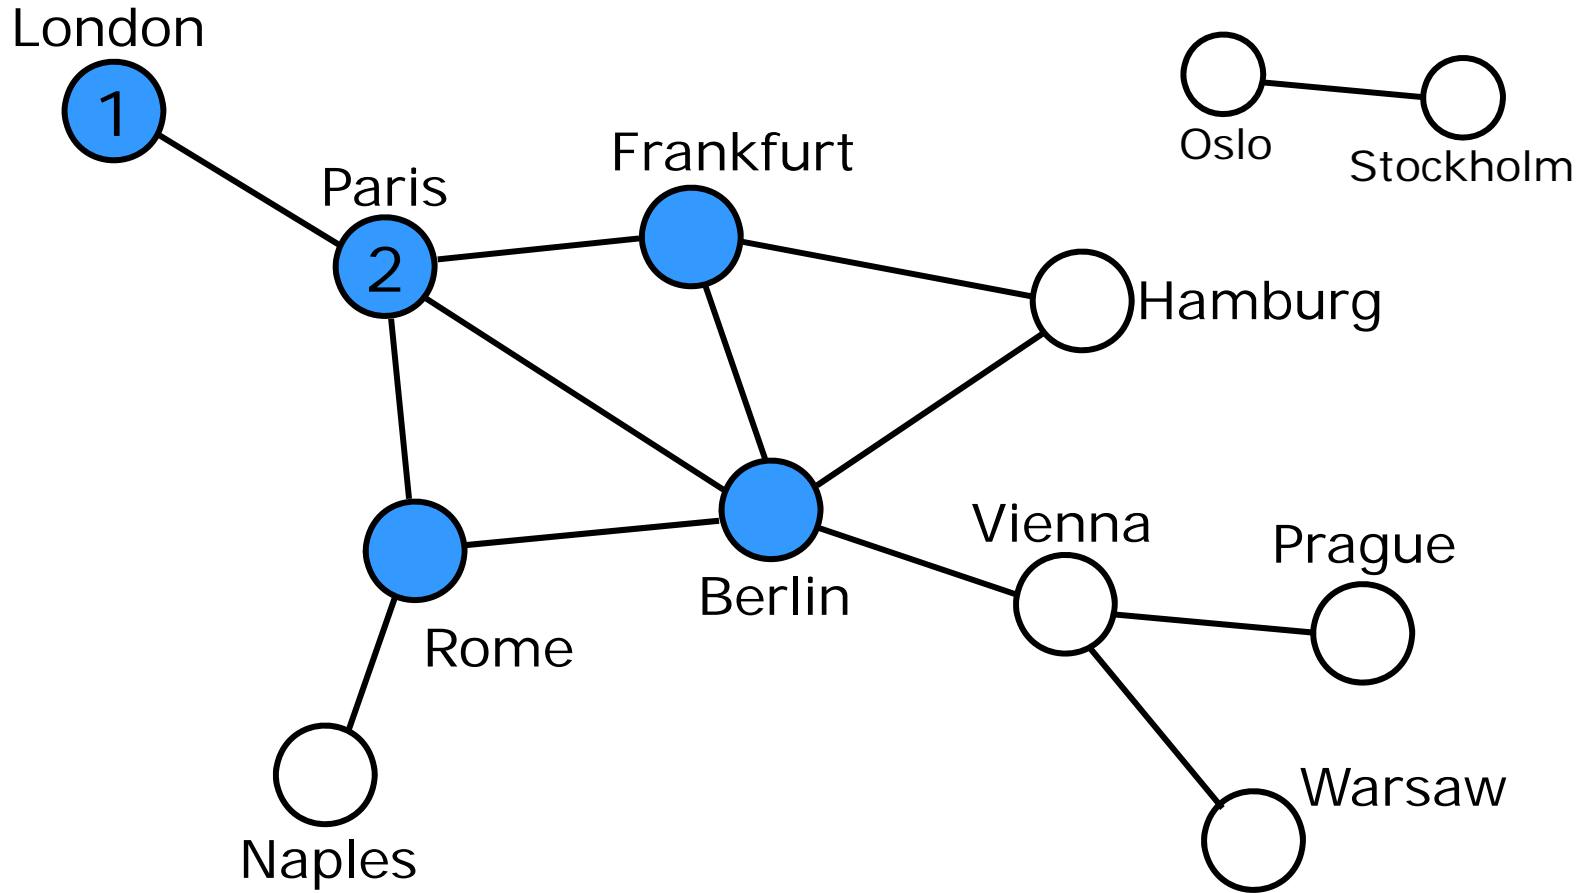 London
1
Oslo
Stockholm
Frankfurt
Paris
2
Hamburg
Vienna
Prague
Berlin
Rome
Warsaw
Naples